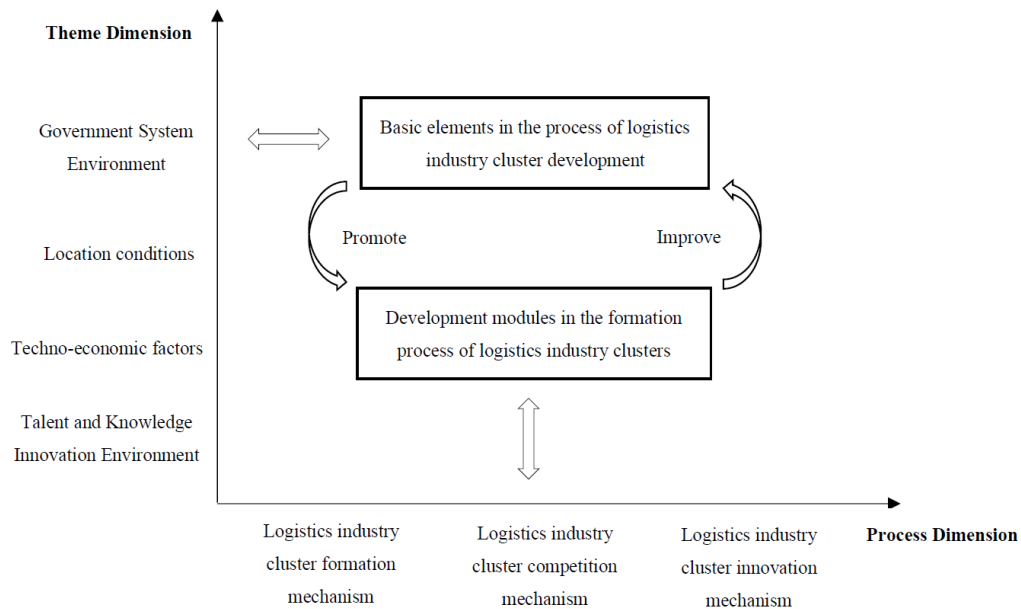 Theme Dimension
Government System
Environment
Location conditions
Techno-economic factors
Talent and Knowledge
Innovation Environment
Basic elements in the process of logistics
industry cluster development
Promote
Improve
Development modules in the formation
process of logistics industry clusters
Logistics industry
cluster formation
mechanism
Logistics industry
cluster competition
mechanism
Logistics industry
cluster innovation
mechanism
Process Dimension